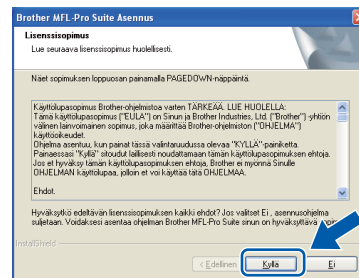 Brother MFL-Pro Suite Asennus
Lisenssisopimus
Lue seuraava lisenssisopimus huolellisesti.
Näet sopimuksen loppuosan painamalla PAGEDOWN-näppäintä.
Käyttölupasopimus Brother-ohjelmistoa varten TÄRKEÄÄ. LUE HUOLELLA:
Tämä käyttölupasopimus ("EULA") on Sinun ja Brother Industries, Ltd. ("Brother") -yhtiön
välinen lainvoimainen sopimus, joka määrittää Brother-ohjelmiston ("OHJELMA")
käyttöoikeudet.
Ohjelma asentuu, kun painat tässä valintaruudussa olevaa "KYLLÄ"-painiketta.
Painaessasi "Kyllä" sitoudut laillisesti noudattamaan tämän käyttölupasopimuksen ehtoja.
Jos et hyväksy tämän käyttölupasopimuksen ehtoja, Brother ei myönnä Sinulle
OHJELMAN käyttölupaa, jolloin et voi käyttää tätä OHJELMAA.
Ehdot.
Hyväksytkö edeltävän lisenssisopimuksen kaikki ehdot? Jos valitset Ei , asennusohjelma
suljetaan. Voidaksesi asentaa ohjelman Brother MFL-Pro Suite sinun on hyväksyttävä
InstallShield
< Edellinen Kyllä Ei